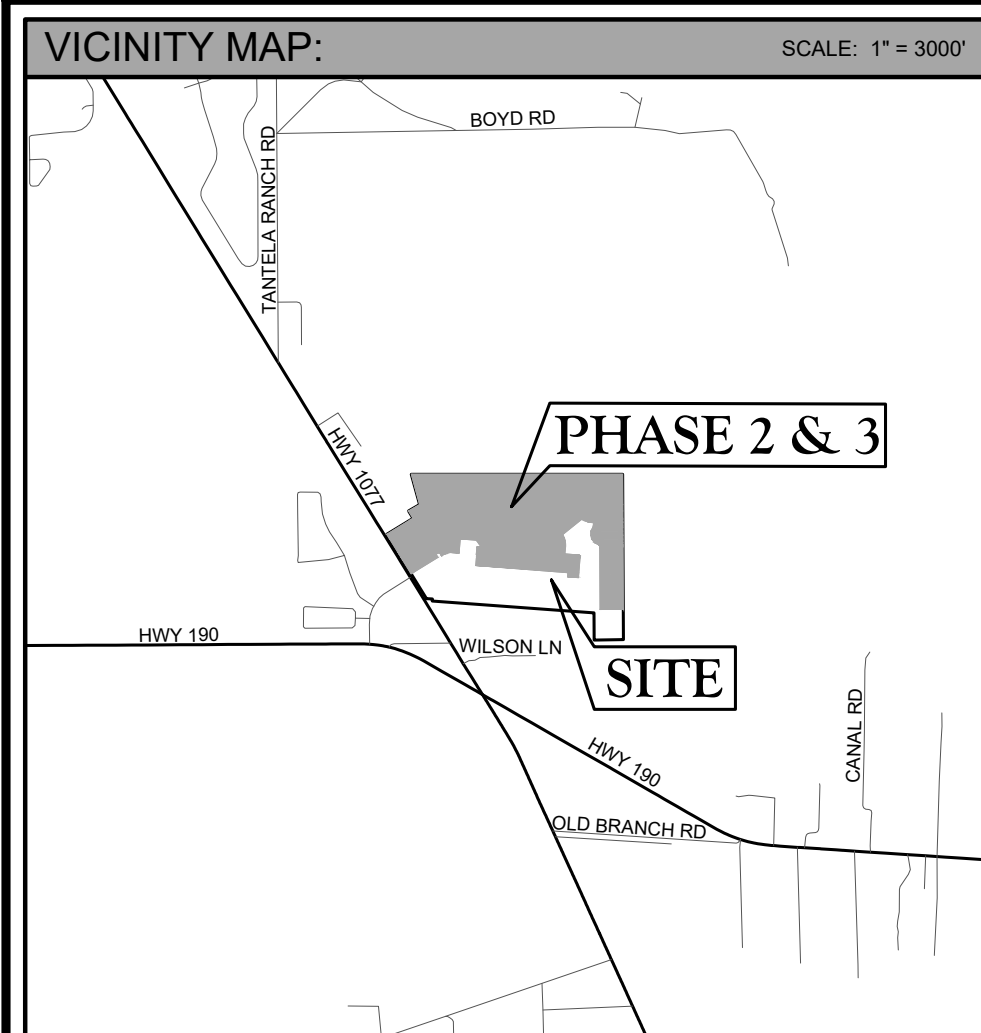 VICINITY MAP:
SCALE: 1" = 3000'
BOYD RD
TANTELA RANCH RD
PHASE 2 & 3
HWY 1077
HWY 190
WILSON LN
SITE
CANAL RD
HWY 190
OLD BRANCH RD